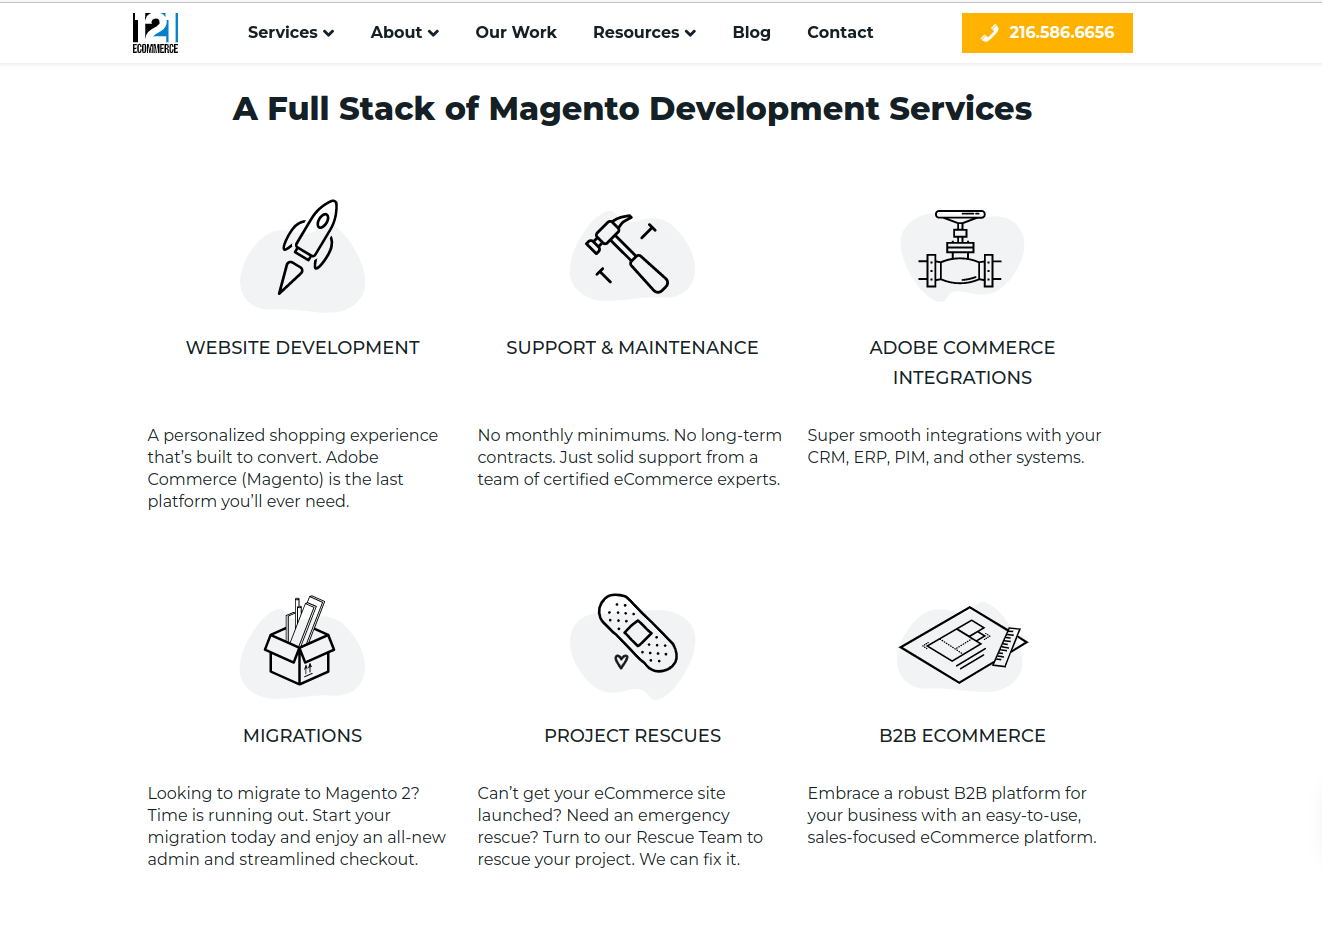 121
ECOMMERCE
Services About Our Work Resources Blog Contact 216.586.6656
A Full Stack of Magento Development Services
WEBSITE DEVELOPMENT
A personalized shopping experience
that’s built to convert. Adobe
Commerce (Magento) is the last
platform you’ll ever need.
SUPPORT & MAINTENANCE
No monthly minimums. No long-term
contracts. Just solid support from a
team of certified eCommerce experts.
ADOBE COMMERCE
INTEGRATIONS
Super smooth integrations with your
CRM, ERP, PIM, and other systems.
MIGRATIONS
Looking to migrate to Magento 2?
Time is running out. Start your
migration today and enjoy an all-new
admin and streamlined checkout.
PROJECT RESCUES
Can’t get your eCommerce site
launched? Need an emergency
rescue? Turn to our Rescue Team to
rescue your project. We can fix it.
B2B ECOMMERCE
Embrace a robust B2B platform for
your business with an easy-to-use,
sales-focused eCommerce platform.